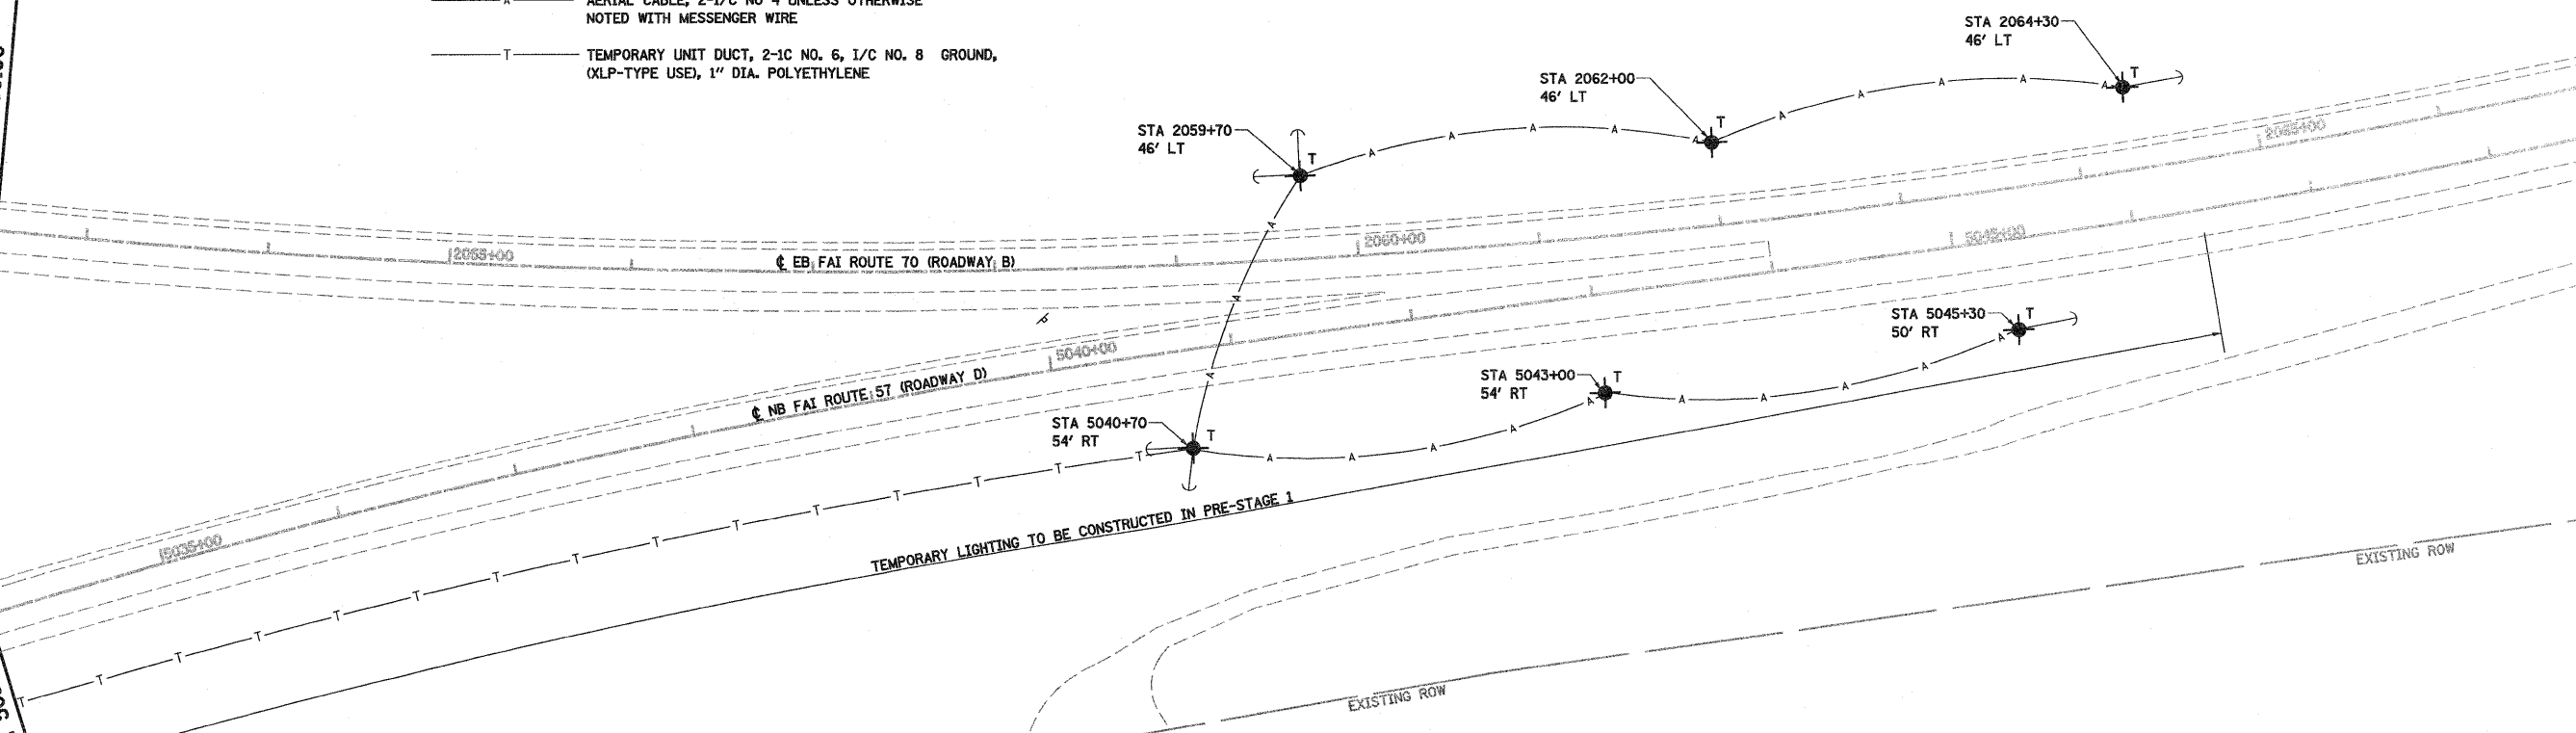 A AERIAL CABLE, 2-1/C NO 4 UNLESS OTHERWISE
NOTED WITH MESSENGER WIRE
T TEMPORARY UNIT DUCT, 2-1C NO. 6, I/C NO. 8 GROUND,
(XLP-TYPE USE), 1" DIA. POLYETHYLENE
STA 2064+30
46' LT
T
STA 2062+00
46' LT
T
STA 2059+70
46' LT
T
A A A A A
A A A A A
2065+00
2060+00
2055+00
℄ EB FAI ROUTE 70 (ROADWAY B)
5045+00
A
A
A
5040+00
℄ NB FAI ROUTE 57 (ROADWAY D)
5035+00
STA 5045+30
50' RT
T
STA 5043+00
54' RT
T
STA 5040+70
54' RT
T
A A A A A
A A A A A
T T T T T T T T T T T T T T T
TEMPORARY LIGHTING TO BE CONSTRUCTED IN PRE-STAGE 1
EXISTING ROW
EXISTING ROW